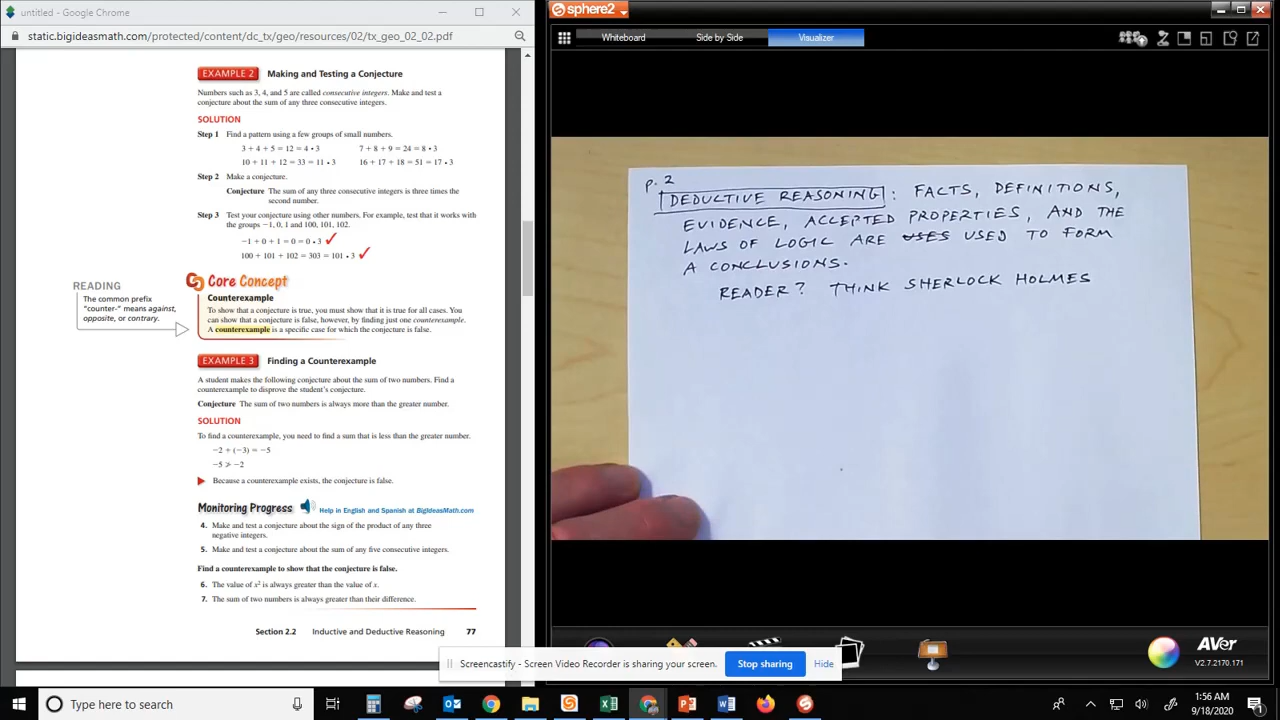 untitled - Google Chrome
static.bigideasmath.com/protected/content/dc_tx/geo/resources/02/tx_geo_02_02.pdf
EXAMPLE 2 Making and Testing a Conjecture
Numbers such as 3, 4, and 5 are called consecutive integers. Make and test a
conjecture about the sum of any three consecutive integers.
SOLUTION
Step 1 Find a pattern using a few groups of small numbers.
3 + 4 + 5 = 12 = 4 • 3 7 + 8 + 9 = 24 = 8 • 3
10 + 11 + 12 = 33 = 11 • 3 16 + 17 + 18 = 51 = 17 • 3
Step 2 Make a conjecture.
Conjecture The sum of any three consecutive integers is three times the
second number.
Step 3 Test your conjecture using other numbers. For example, test that it works with
the groups −1, 0, 1 and 100, 101, 102.
−1 + 0 + 1 = 0 = 0 • 3 ✓
100 + 101 + 102 = 303 = 101 • 3 ✓
READING
The common prefix
"counter-" means against,
opposite, or contrary.
Core Concept
Counterexample
To show that a conjecture is true, you must show that it is true for all cases. You
can show that a conjecture is false, however, by finding just one counterexample.
A counterexample is a specific case for which the conjecture is false.
EXAMPLE 3 Finding a Counterexample
A student makes the following conjecture about the sum of two numbers. Find a
counterexample to disprove the student's conjecture.
Conjecture The sum of two numbers is always more than the greater number.
SOLUTION
To find a counterexample, you need to find a sum that is less than the greater number.
−2 + (−3) = −5
−5 ≯ −2
Because a counterexample exists, the conjecture is false.
Monitoring Progress Help in English and Spanish at BigIdeasMath.com
4. Make and test a conjecture about the sign of the product of any three
negative integers.
5. Make and test a conjecture about the sum of any five consecutive integers.
Find a counterexample to show that the conjecture is false.
6. The value of x² is always greater than the value of x.
7. The sum of two numbers is always greater than their difference.
Section 2.2 Inductive and Deductive Reasoning 77
sphere2
Whiteboard Side by Side Visualizer
p. 2
DEDUCTIVE REASONING: FACTS, DEFINITIONS,
EVIDENCE, ACCEPTED PROPERTIES, AND THE
LAWS OF LOGIC ARE USES USED TO FORM
A CONCLUSIONS.
READER? THINK SHERLOCK HOLMES
AVer
V2.7.2170.171
Screencastify - Screen Video Recorder is sharing your screen. Stop sharing Hide
Type here to search
1:56 AM
9/18/2020